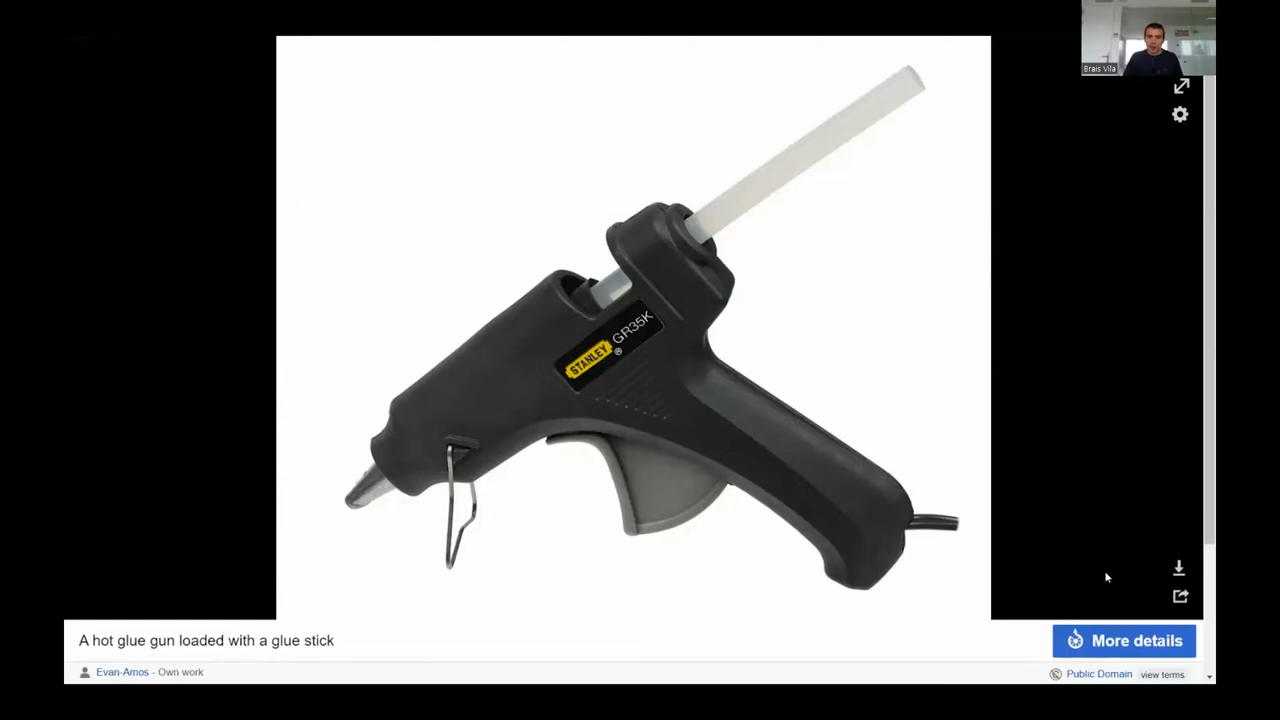 Brais Vila
GR35K
STANLEY
®
A hot glue gun loaded with a glue stick
More details
Evan-Amos - Own work
Public Domain
view terms